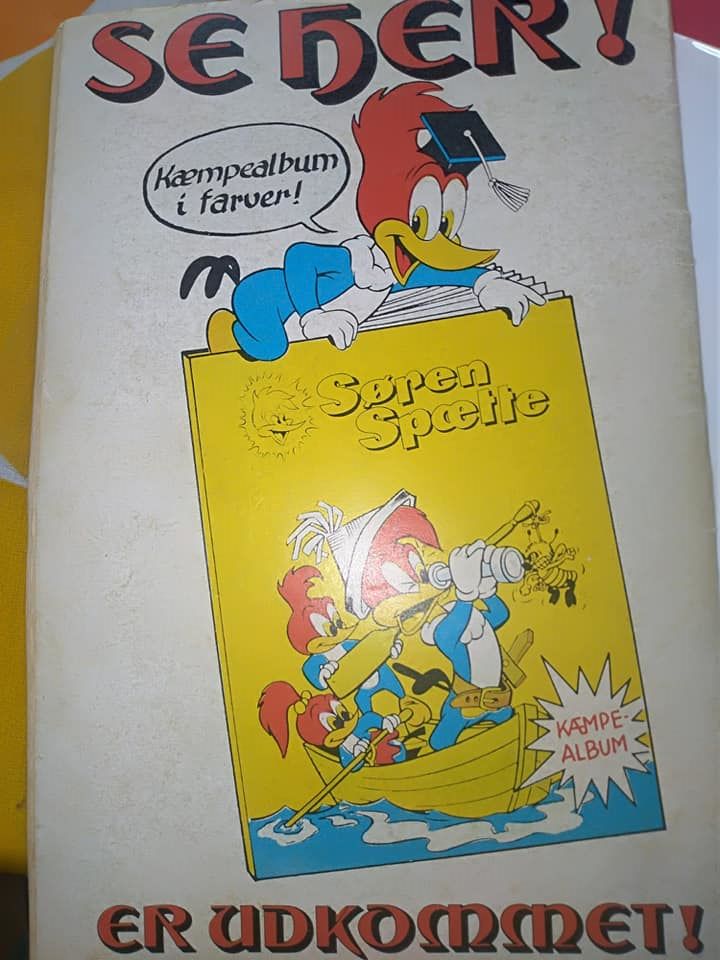 SE HER!
Kæmpealbum
i farver!
Søren
Spætte
KÆMPE-
ALBUM
ER UDKOMMET!